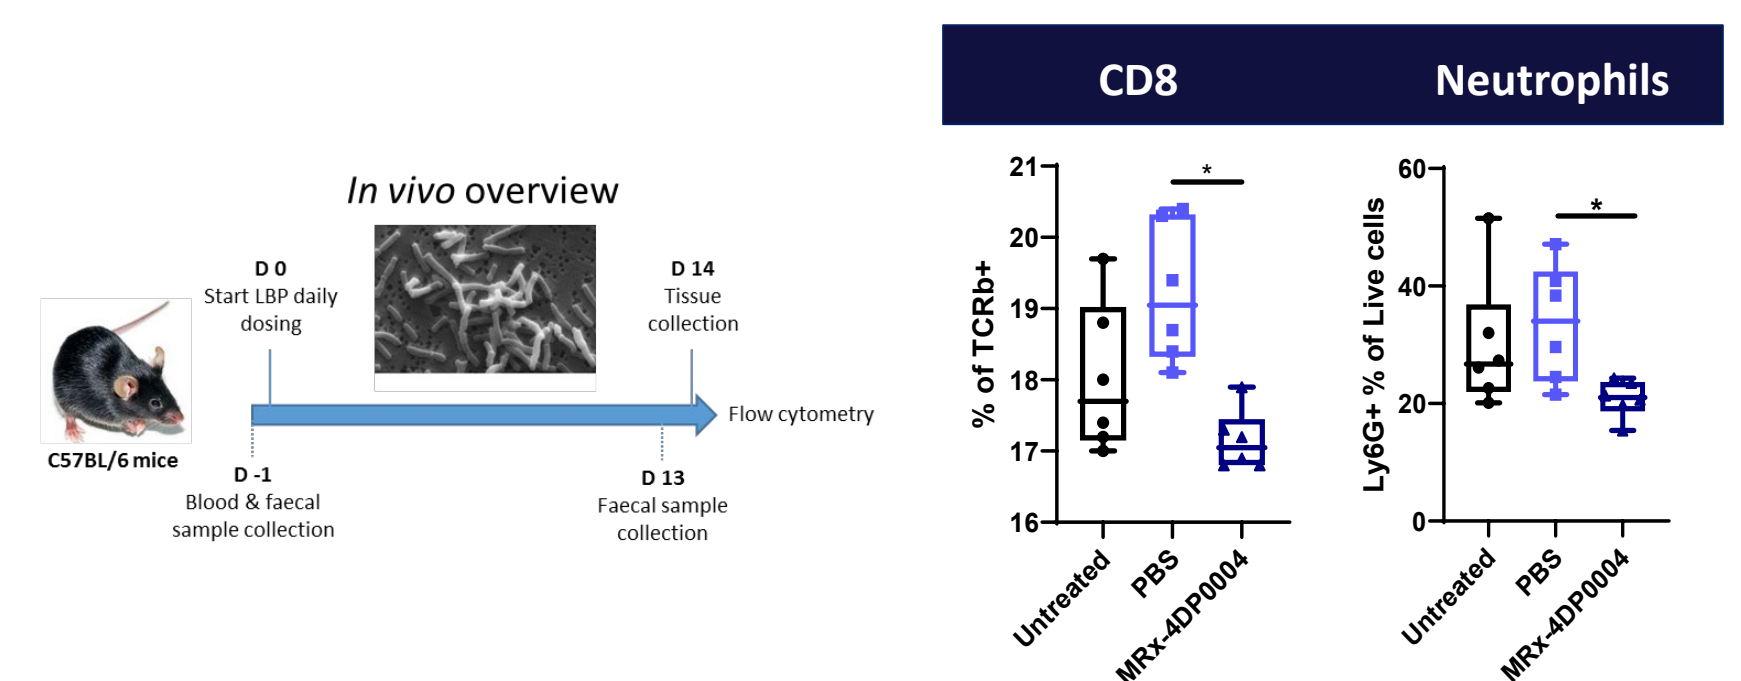 In vivo overview
D 0
Start LBP daily
dosing
D 14
Tissue
collection
Flow cytometry
C57BL/6 mice
D -1
Blood & faecal
sample collection
D 13
Faecal sample
collection
CD8
Neutrophils
% of TCRb+
21
20
19
18
17
16
*
Untreated
PBS
MRx-4DP0004
Ly6G+ % of Live cells
60
40
20
0
*
Untreated
PBS
MRx-4DP0004